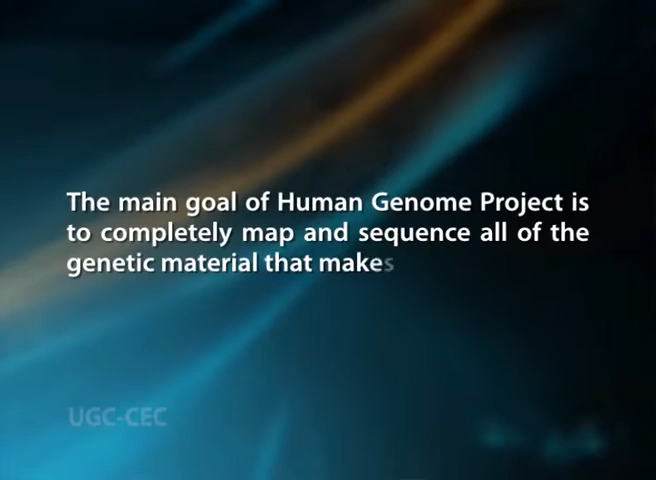 The main goal of Human Genome Project is
to completely map and sequence all of the
genetic material that makes
UGC-CEC